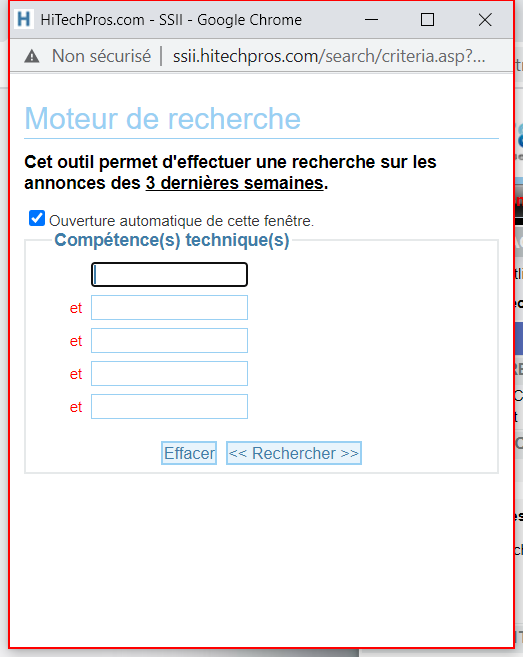 HiTechPros.com - SSII - Google Chrome
Non sécurisé | ssii.hitechpros.com/search/criteria.asp?...
Moteur de recherche
Cet outil permet d'effectuer une recherche sur les
annonces des 3 dernières semaines.
Ouverture automatique de cette fenêtre.
Compétence(s) technique(s)
et
et
et
et
Effacer
<< Rechercher >>